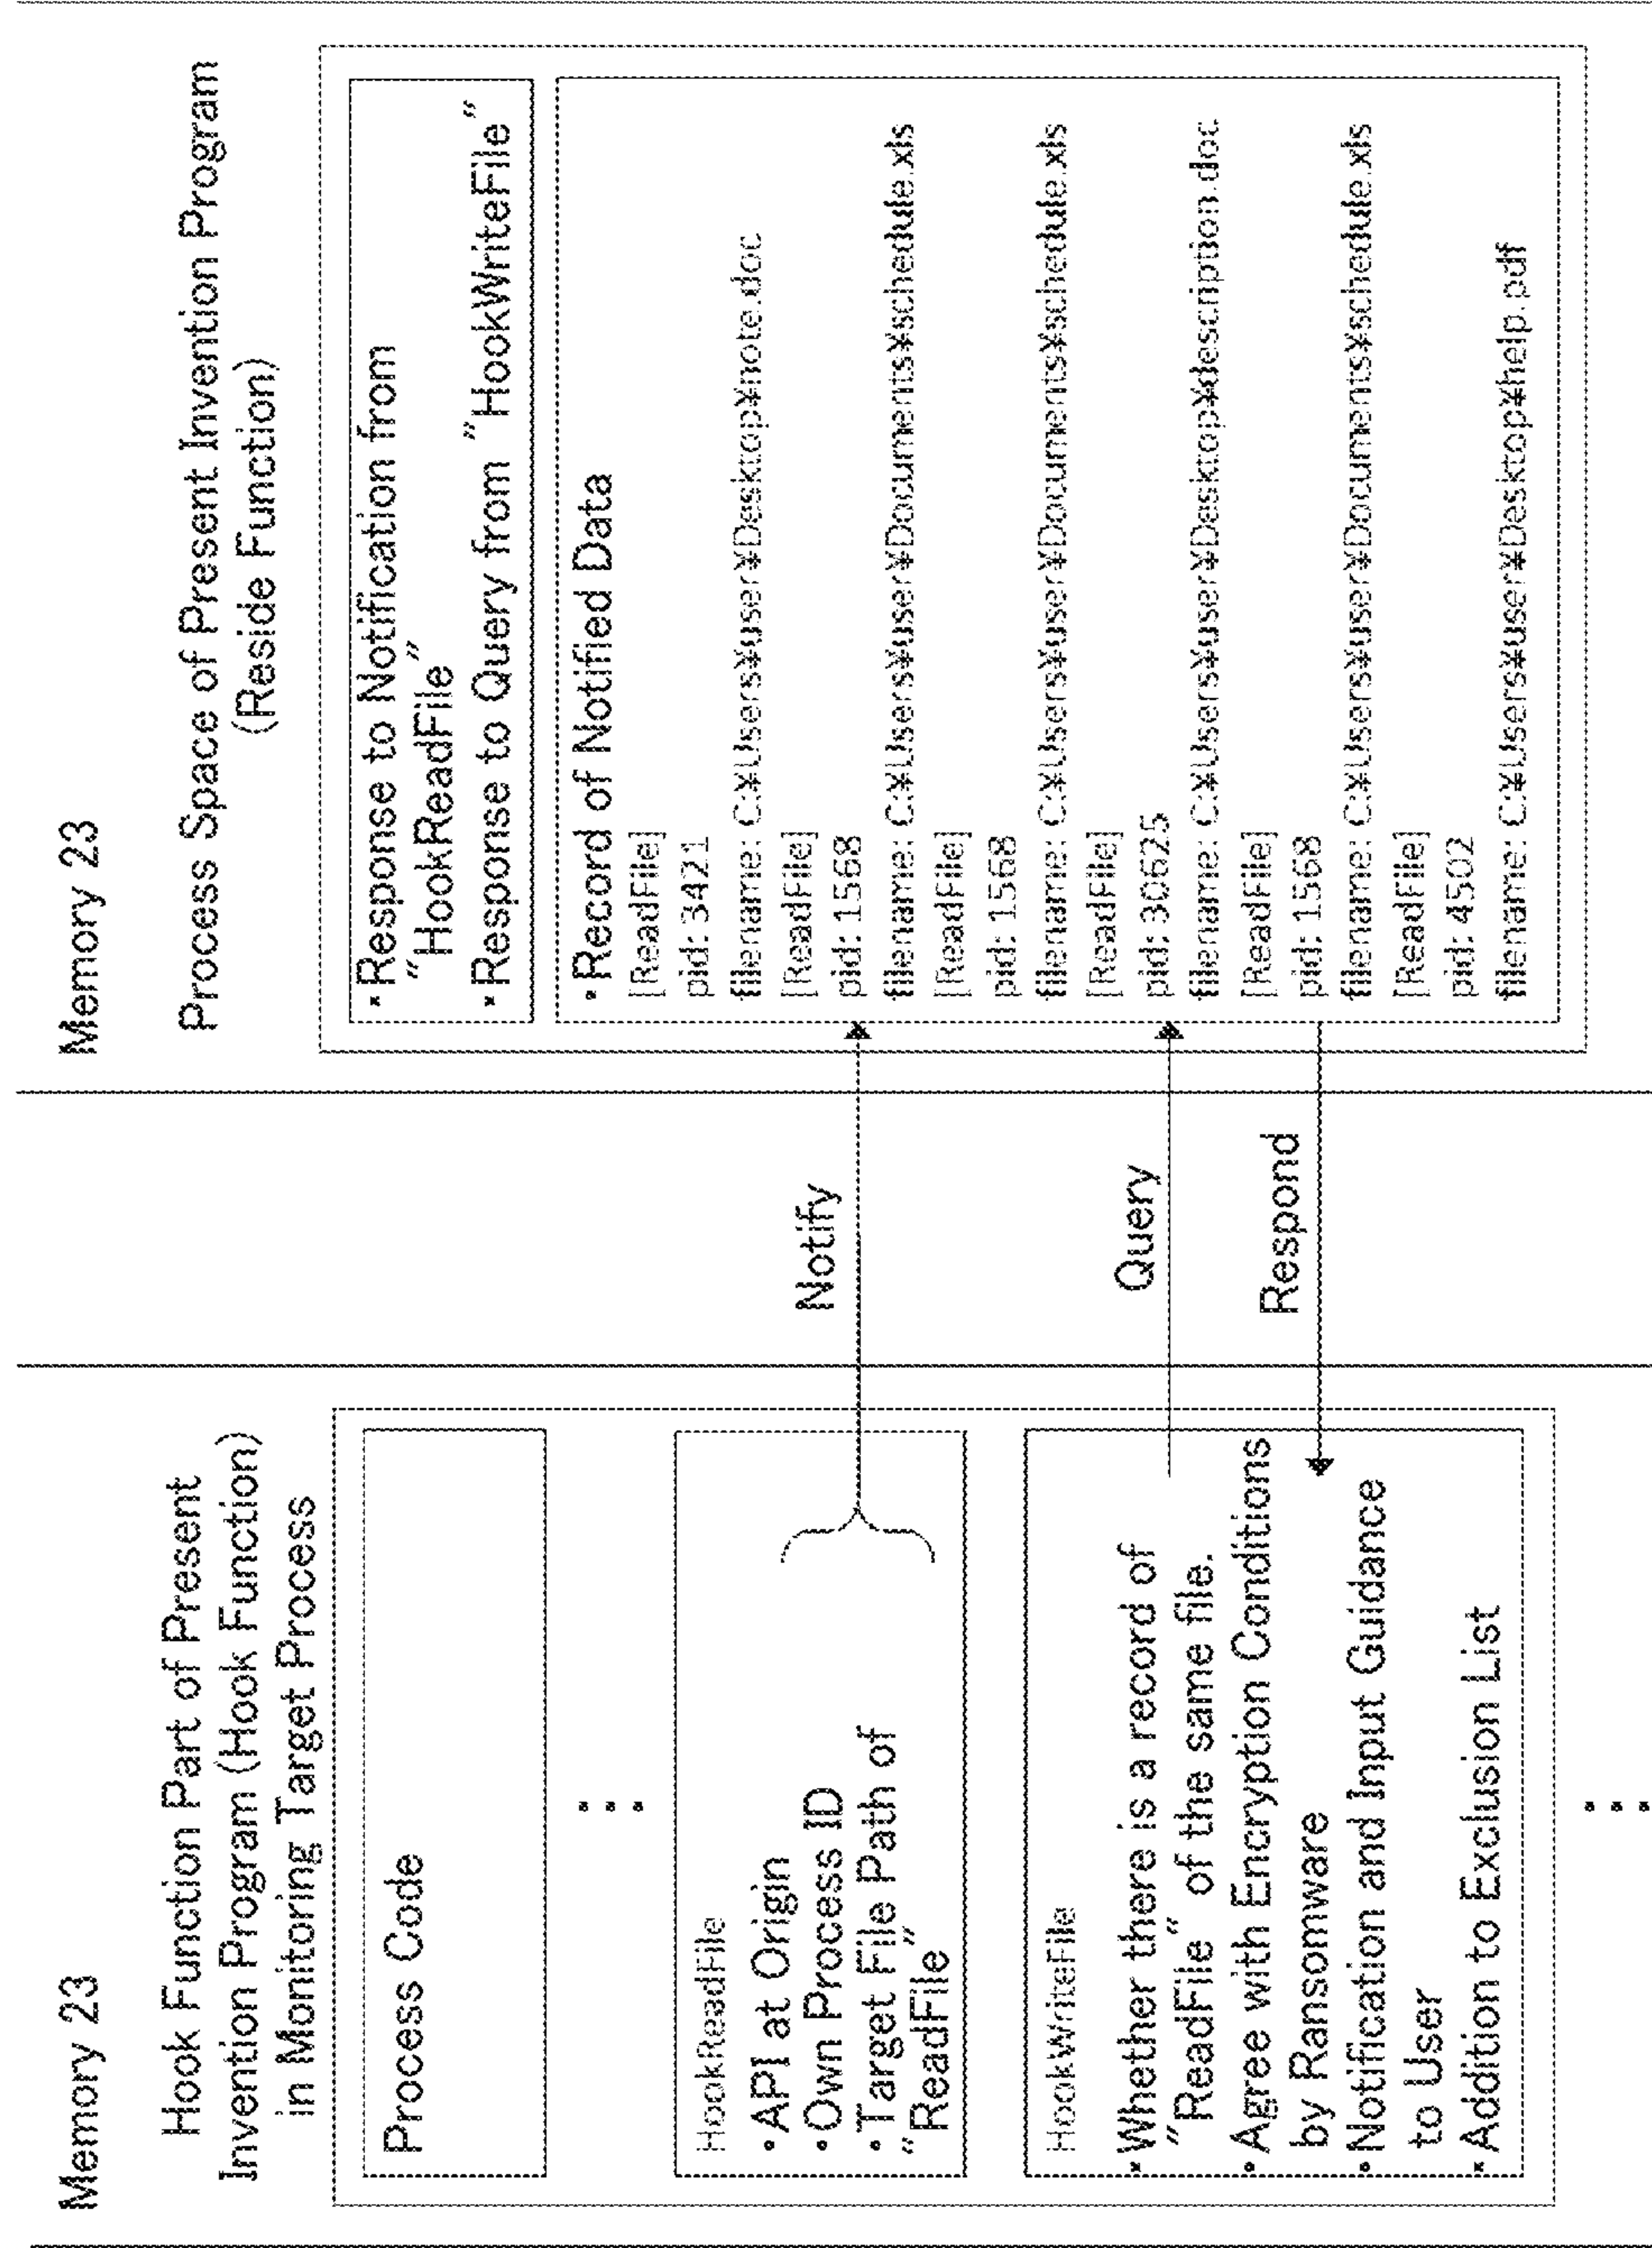 Memory 23
Hook Function Part of Present
Invention Program (Hook Function)
in Monitoring Target Process
Process Code
HookReadFile
•API at Origin
•Own Process ID
•Target File Path of
"ReadFile"
HookWriteFile
•Whether there is a record of
"ReadFile" of the same file.
•Agree with Encryption Conditions
by Ransomware
•Notification and Input Guidance
to User
•Addition to Exclusion List
Notify
Query
Respond
Memory 23
Process Space of Present Invention Program
(Reside Function)
•Response to Notification from
"HookReadFile"
•Response to Query from "HookWriteFile"
•Record of Notified Data
[ReadFile]
pid: 3421
filename: C:¥Users¥user¥Desktop¥note.doc
[ReadFile]
pid: 1568
filename: C:¥Users¥user¥Documents¥schedule.xls
[ReadFile]
pid: 1568
filename: C:¥Users¥user¥Documents¥schedule.xls
[ReadFile]
pid: 30625
filename: C:¥Users¥user¥Desktop¥description.doc
[ReadFile]
pid: 1568
filename: C:¥Users¥user¥Documents¥schedule.xls
[ReadFile]
pid: 4502
filename: C:¥Users¥user¥Desktop¥help.pdf